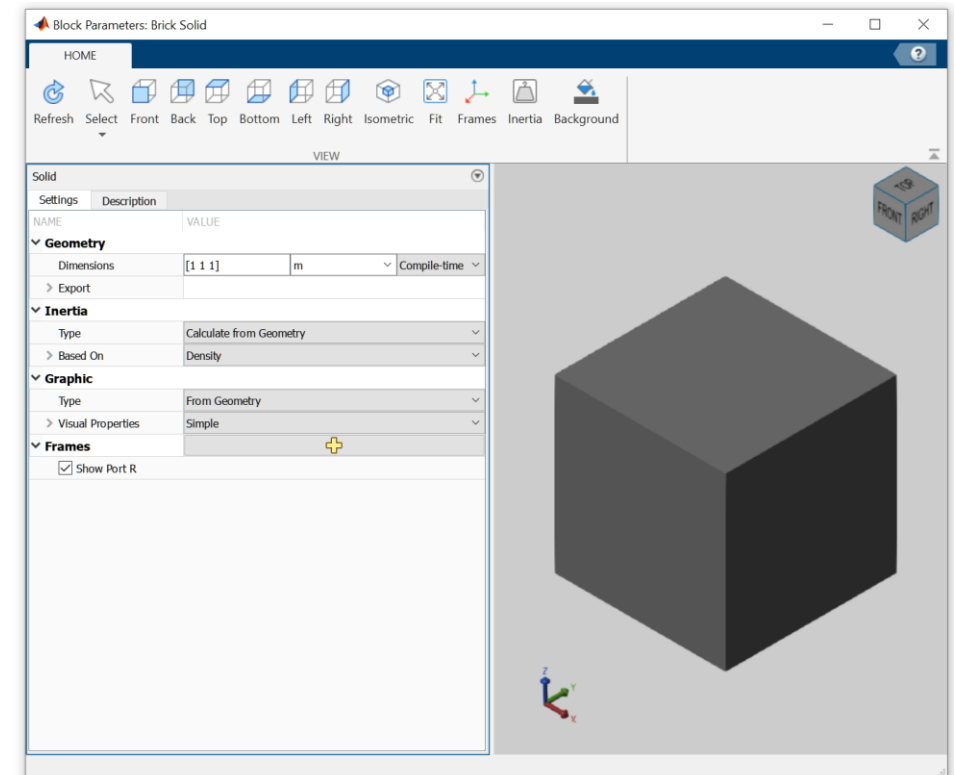 Block Parameters: Brick Solid
HOME
?
Refresh Select Front Back Top Bottom Left Right Isometric Fit Frames Inertia Background
VIEW
Solid
Settings Description
NAME VALUE
Geometry
Dimensions [1 1 1] m Compile-time
Export
Inertia
Type Calculate from Geometry
Based On Density
Graphic
Type From Geometry
Visual Properties Simple
Frames
Show Port R
TOP
FRONT RIGHT
Z
Y
X